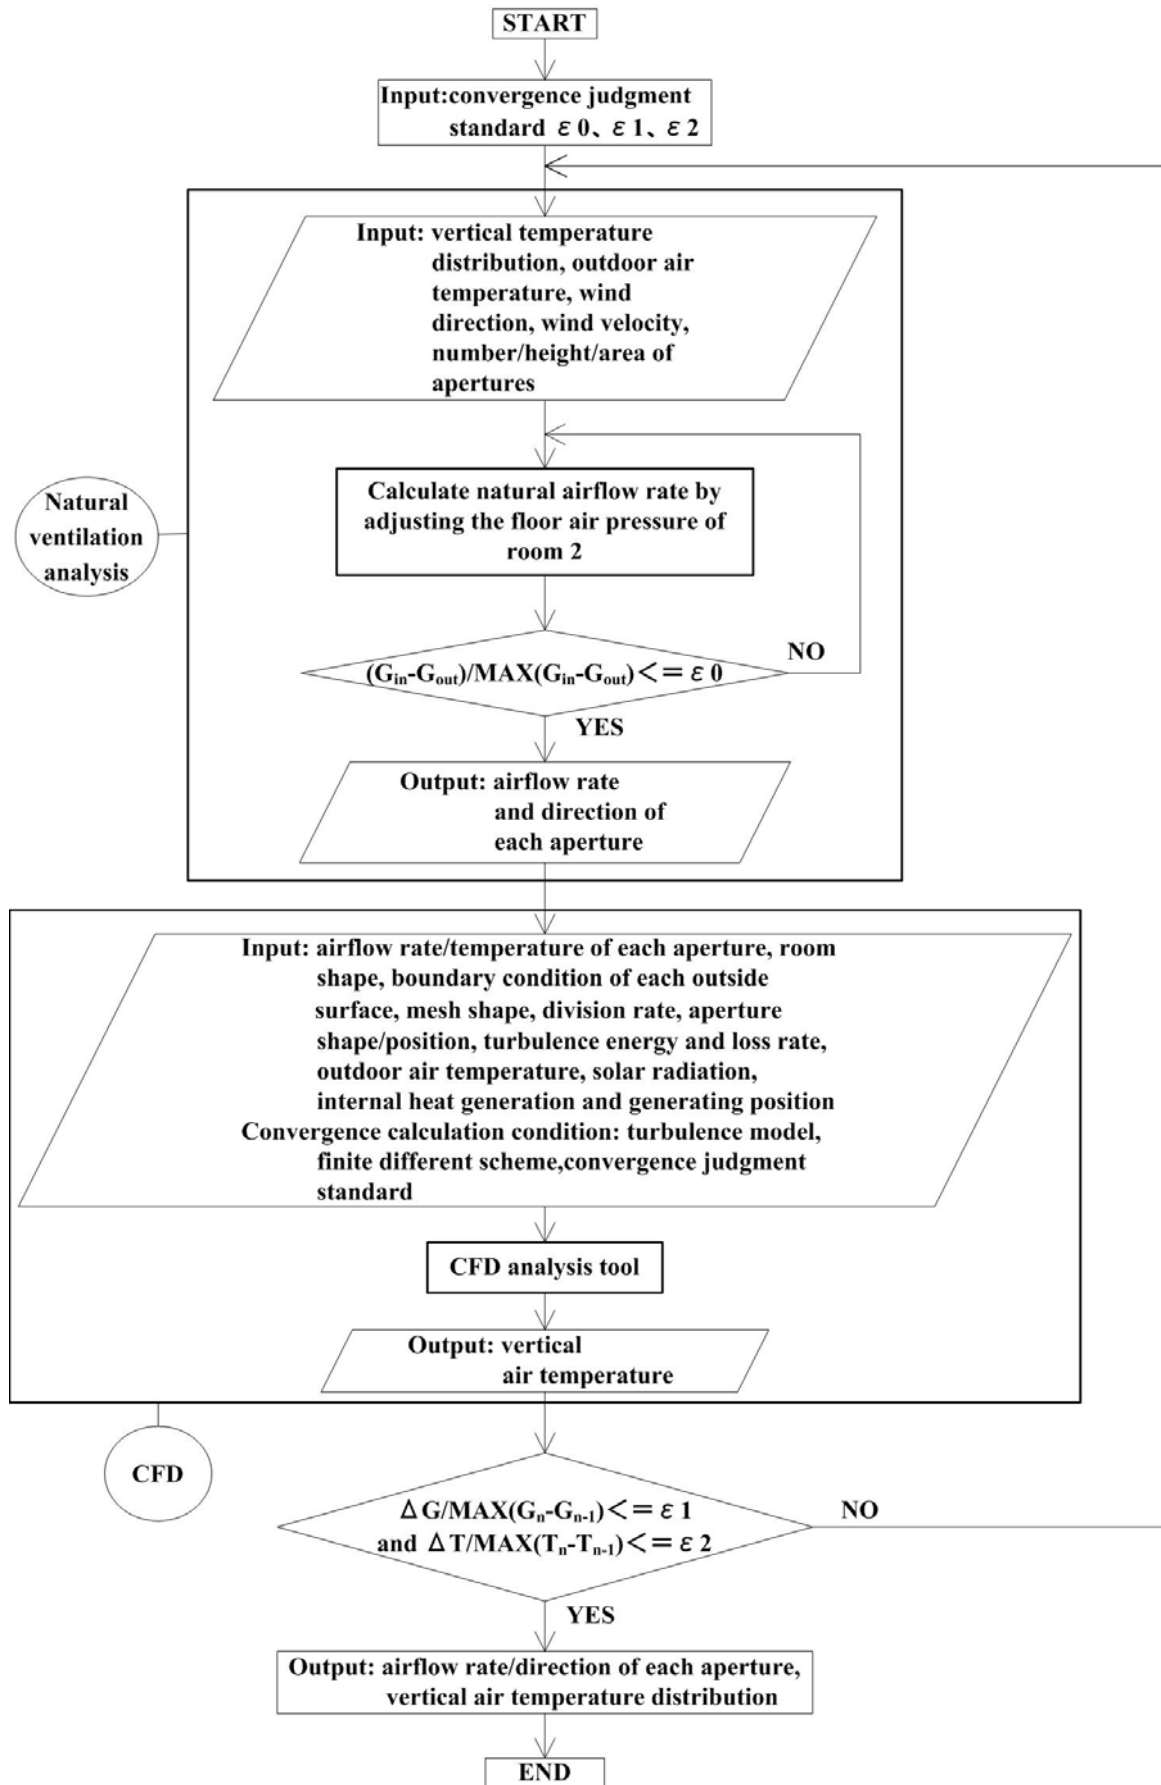 START
Input:convergence judgment
standard ε0、ε1、ε2
Input: vertical temperature
distribution, outdoor air
temperature, wind
direction, wind velocity,
number/height/area of
apertures
Natural
ventilation
analysis
Calculate natural airflow rate by
adjusting the floor air pressure of
room 2
(Gin-Gout)/MAX(Gin-Gout)<=ε0
NO
YES
Output: airflow rate
and direction of
each aperture
Input: airflow rate/temperature of each aperture, room
shape, boundary condition of each outside
surface, mesh shape, division rate, aperture
shape/position, turbulence energy and loss rate,
outdoor air temperature, solar radiation,
internal heat generation and generating position
Convergence calculation condition: turbulence model,
finite different scheme,convergence judgment
standard
CFD analysis tool
Output: vertical
air temperature
CFD
ΔG/MAX(Gn-Gn-1)<=ε1
and ΔT/MAX(Tn-Tn-1)<=ε2
NO
YES
Output: airflow rate/direction of each aperture,
vertical air temperature distribution
END